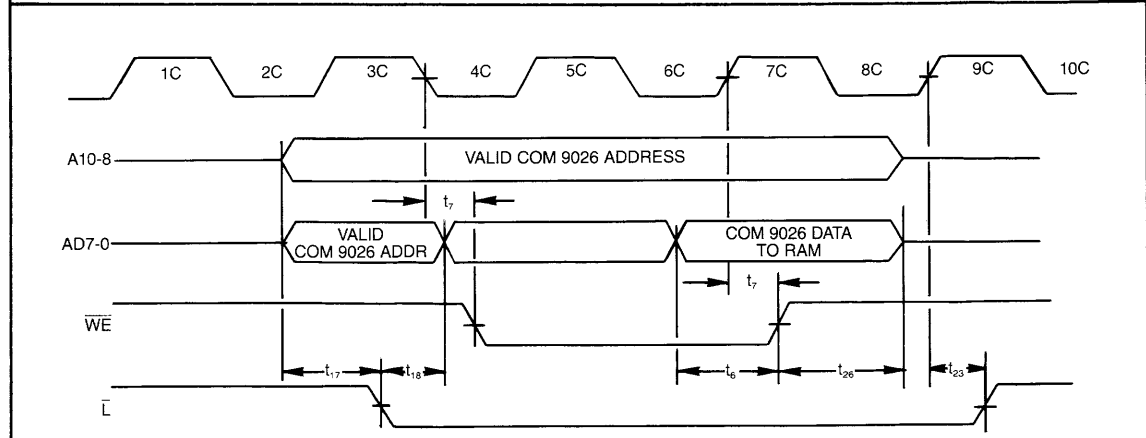 1C 2C 3C 4C 5C 6C 7C 8C 9C 10C
A10-8 VALID COM 9026 ADDRESS
t7
AD7-0 VALID COM 9026 ADDR COM 9026 DATA TO RAM
t7
WE
t17 t18 t6 t26 t23
L